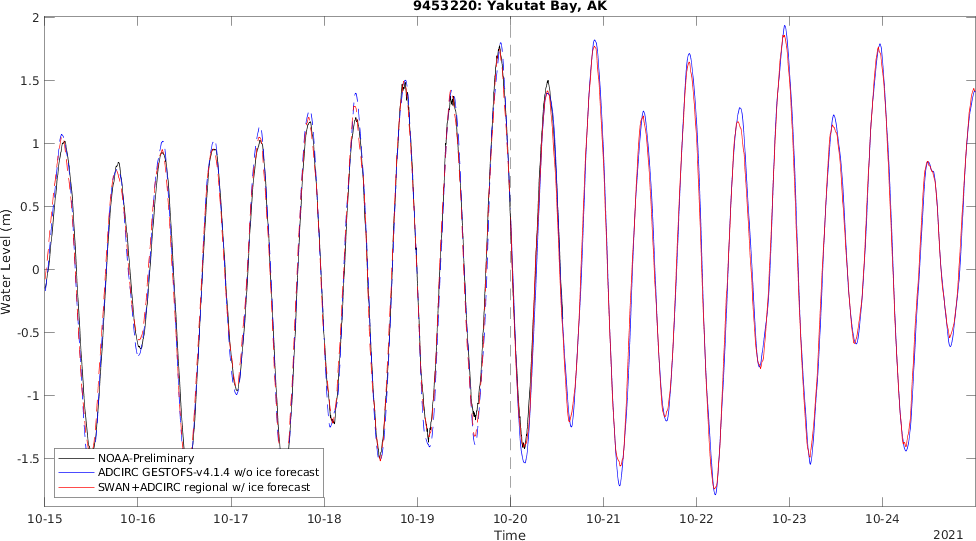 9453220: Yakutat Bay, AK
2
1.5
1
0.5
0
-0.5
-1
-1.5
Water Level (m)
NOAA-Preliminary
ADCIRC GESTOFS-v4.1.4 w/o ice forecast
SWAN+ADCIRC regional w/ ice forecast
10-15 10-16 10-17 10-18 10-19 10-20 10-21 10-22 10-23 10-24
Time
2021